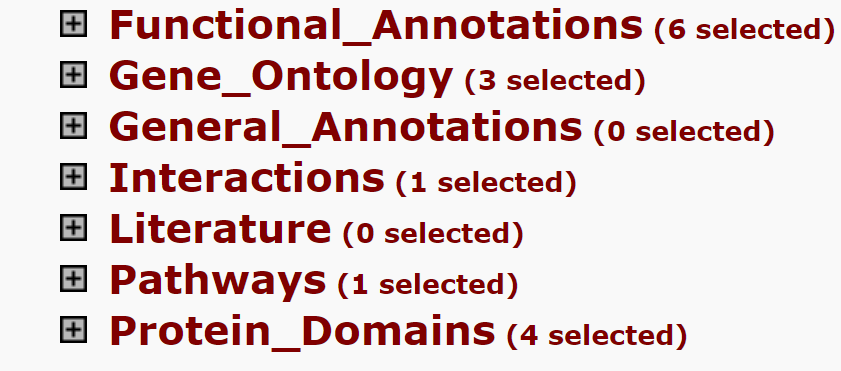 Functional_Annotations (6 selected)
Gene_Ontology (3 selected)
General_Annotations (0 selected)
Interactions (1 selected)
Literature (0 selected)
Pathways (1 selected)
Protein_Domains (4 selected)